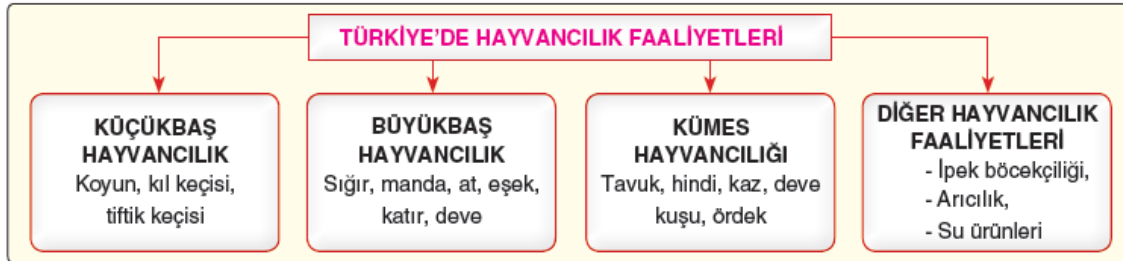 TÜRKİYE'DE HAYVANCILIK FAALİYETLERİ
KÜÇÜKBAŞ
HAYVANCILIK
Koyun, kıl keçisi,
tiftik keçisi
BÜYÜKBAŞ
HAYVANCILIK
Sığır, manda, at, eşek,
katır, deve
KÜMES
HAYVANCILIĞI
Tavuk, hindi, kaz, deve
kuşu, ördek
DİĞER HAYVANCILIK
FAALİYETLERİ
- İpek böcekçiliği,
- Arıcılık,
- Su ürünleri